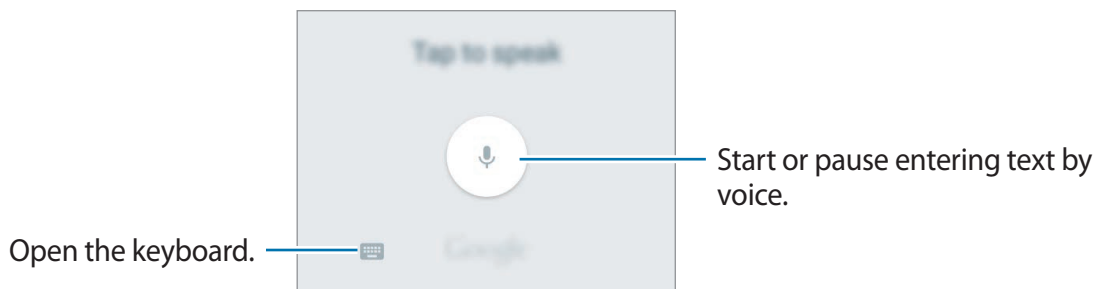 Tap to speak
Start or pause entering text by
voice.
Open the keyboard.
Google